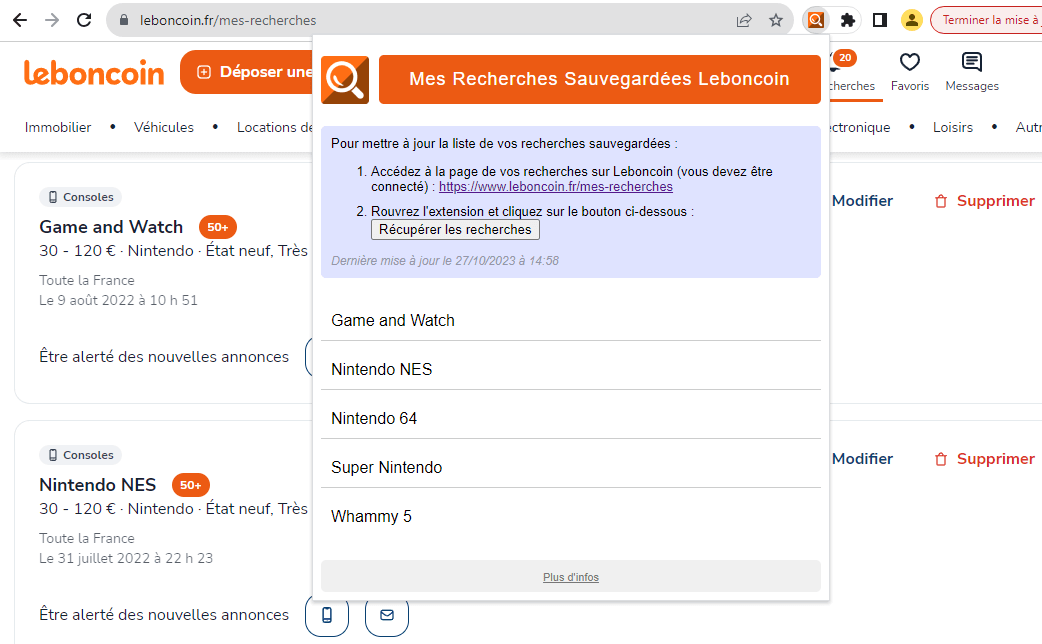 leboncoin.fr/mes-recherches
Terminer la mise à
leboncoin
Déposer une
Mes Recherches Sauvegardées Leboncoin
20
cherches
Favoris
Messages
Immobilier • Véhicules • Locations de
ectronique • Loisirs • Autr
Pour mettre à jour la liste de vos recherches sauvegardées :
1. Accédez à la page de vos recherches sur Leboncoin (vous devez être
connecté) : https://www.leboncoin.fr/mes-recherches
2. Rouvrez l'extension et cliquez sur le bouton ci-dessous :
Récupérer les recherches
Dernière mise à jour le 27/10/2023 à 14:58
Game and Watch
Nintendo NES
Nintendo 64
Super Nintendo
Whammy 5
Plus d'infos
Consoles
Game and Watch 50+
30 - 120 € · Nintendo · État neuf, Très
Toute la France
Le 9 août 2022 à 10 h 51
Être alerté des nouvelles annonces
Modifier
Supprimer
Consoles
Nintendo NES 50+
30 - 120 € · Nintendo · État neuf, Très
Toute la France
Le 31 juillet 2022 à 22 h 23
Être alerté des nouvelles annonces
Modifier
Supprimer